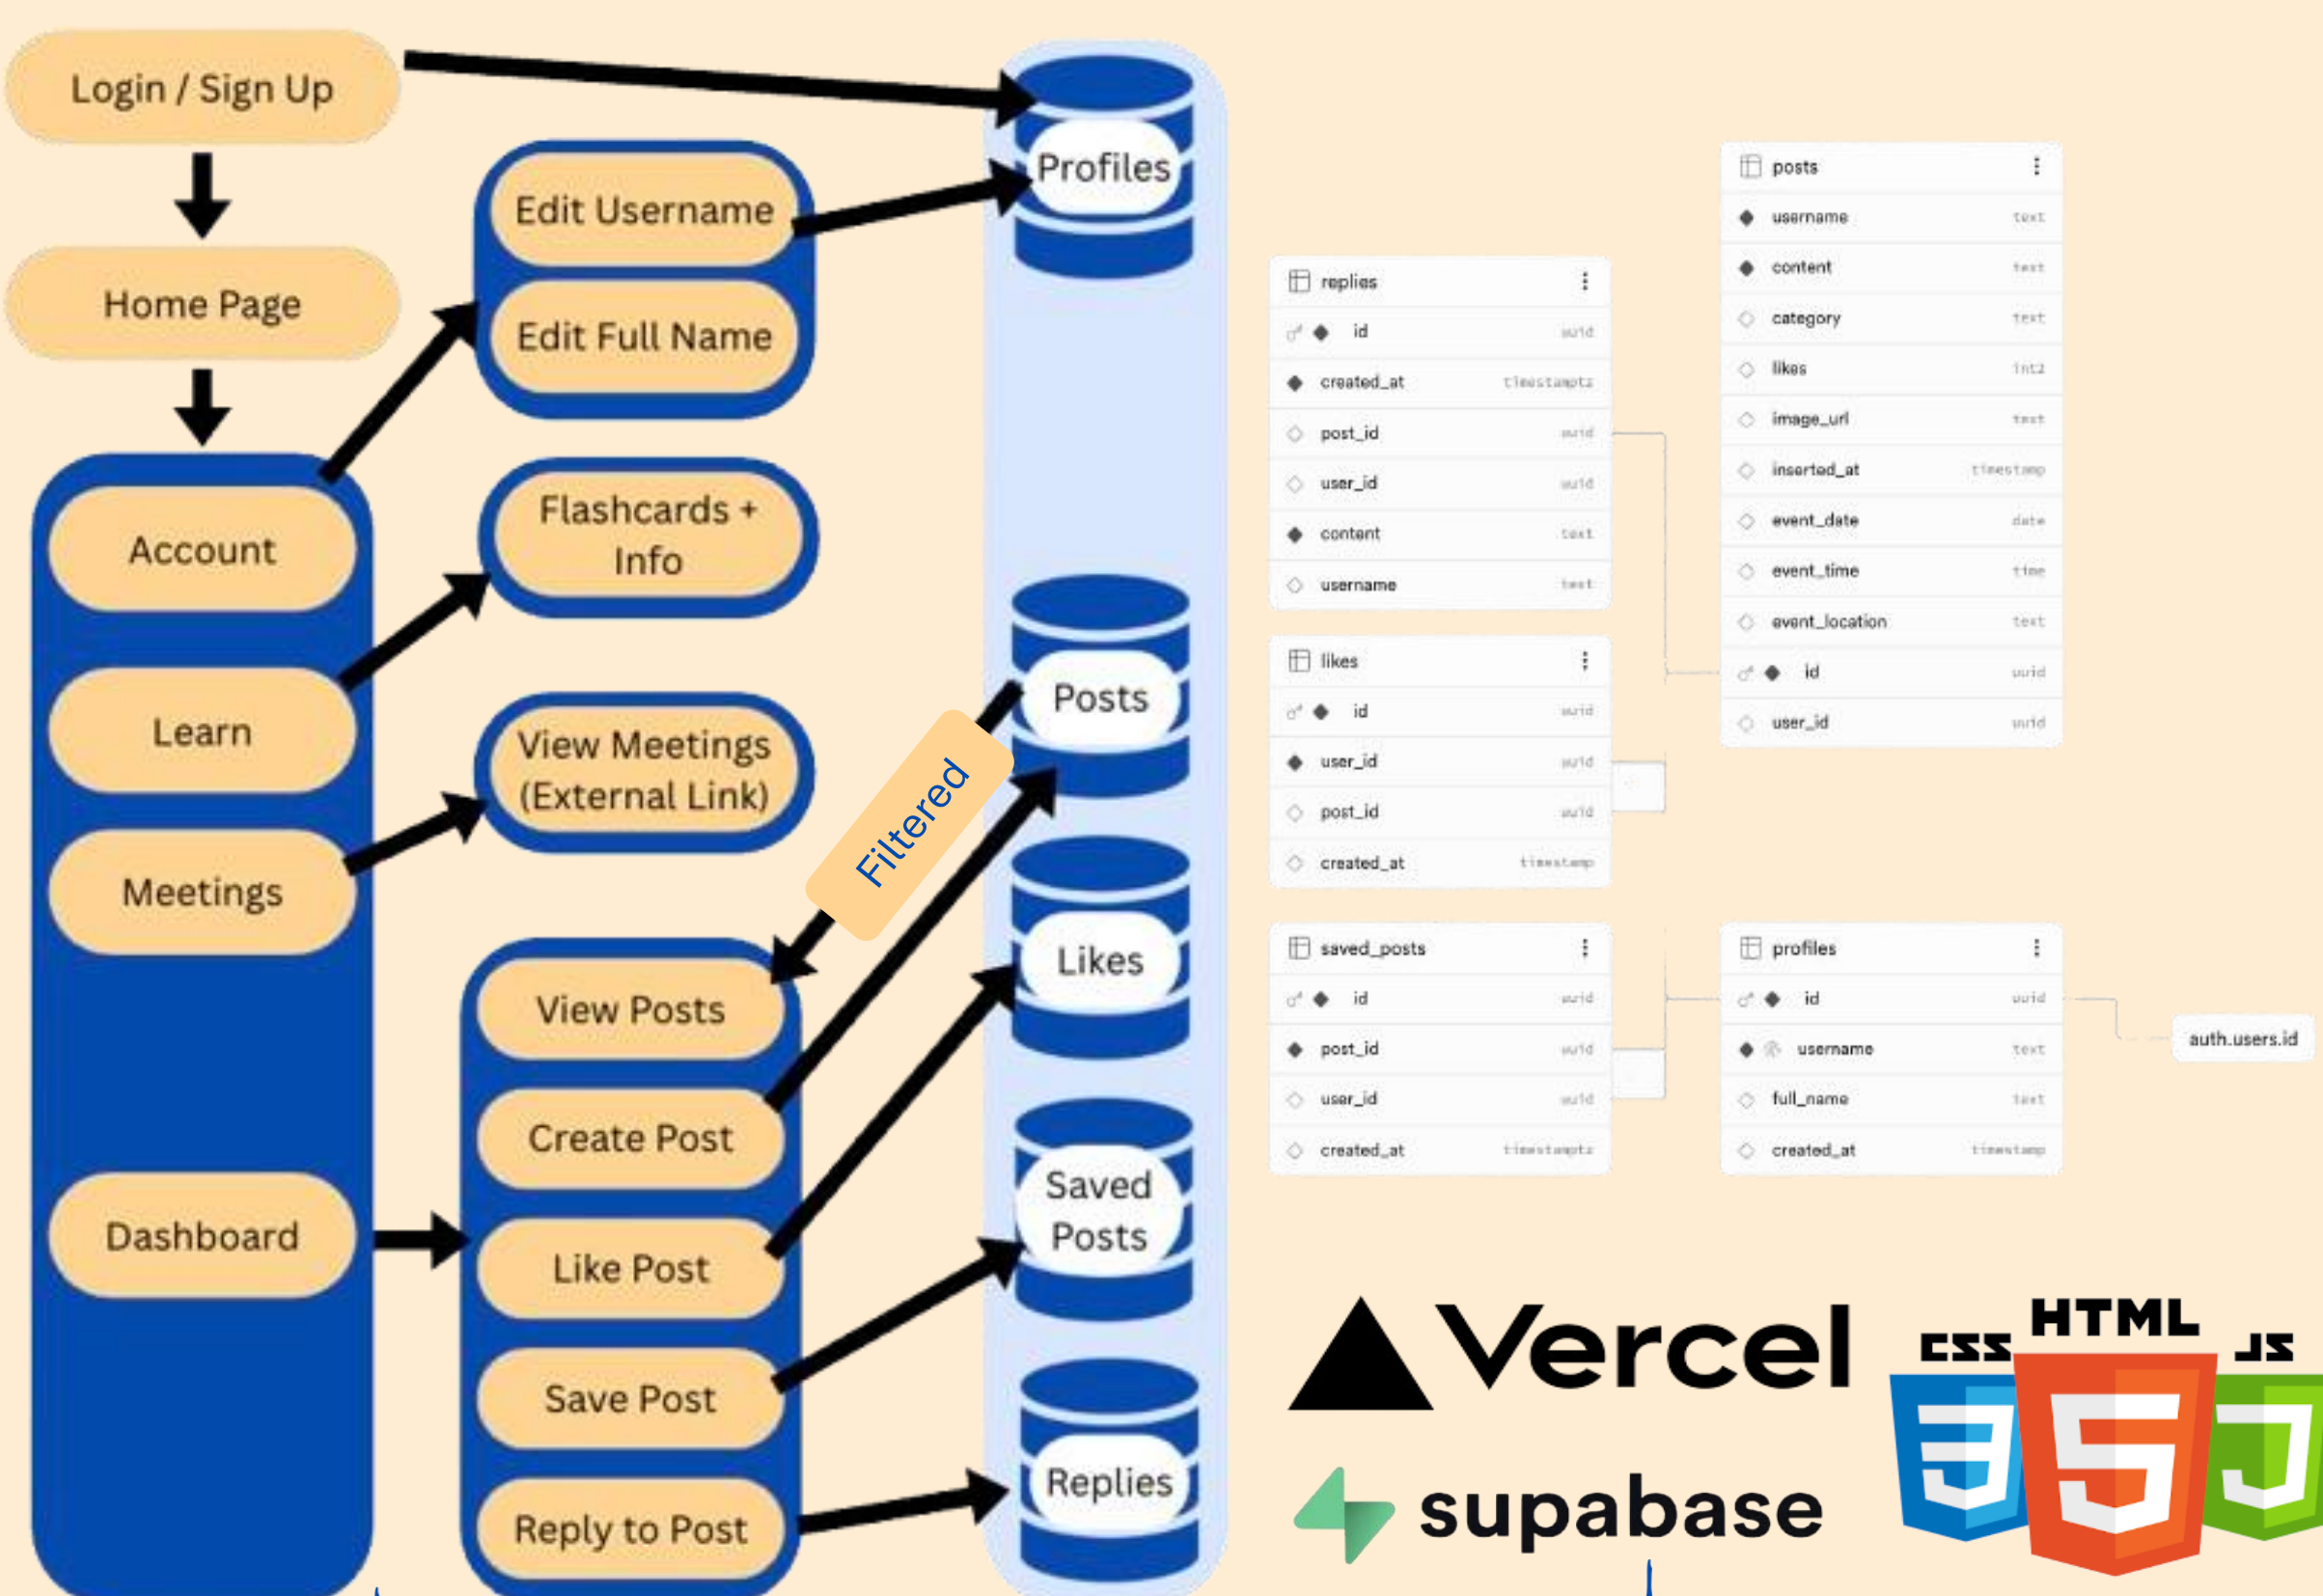 Login / Sign Up
Home Page
Account
Learn
Meetings
Dashboard
Edit Username
Edit Full Name
Flashcards +
Info
View Meetings
(External Link)
Filtered
View Posts
Create Post
Like Post
Save Post
Reply to Post
Profiles
Posts
Likes
Saved
Posts
Replies
replies
id uuid
created_at timestamptz
post_id uuid
user_id uuid
content text
username text
likes
id uuid
user_id uuid
post_id uuid
created_at timestamp
saved_posts
id uuid
post_id uuid
user_id uuid
created_at timestamptz
posts
username text
content text
category text
likes int2
image_url text
inserted_at timestamp
event_date date
event_time time
event_location text
id uuid
user_id uuid
profiles
id uuid
username text
full_name text
created_at timestamp
auth.users.id
Vercel
supabase
CSS
HTML
JS
3
5